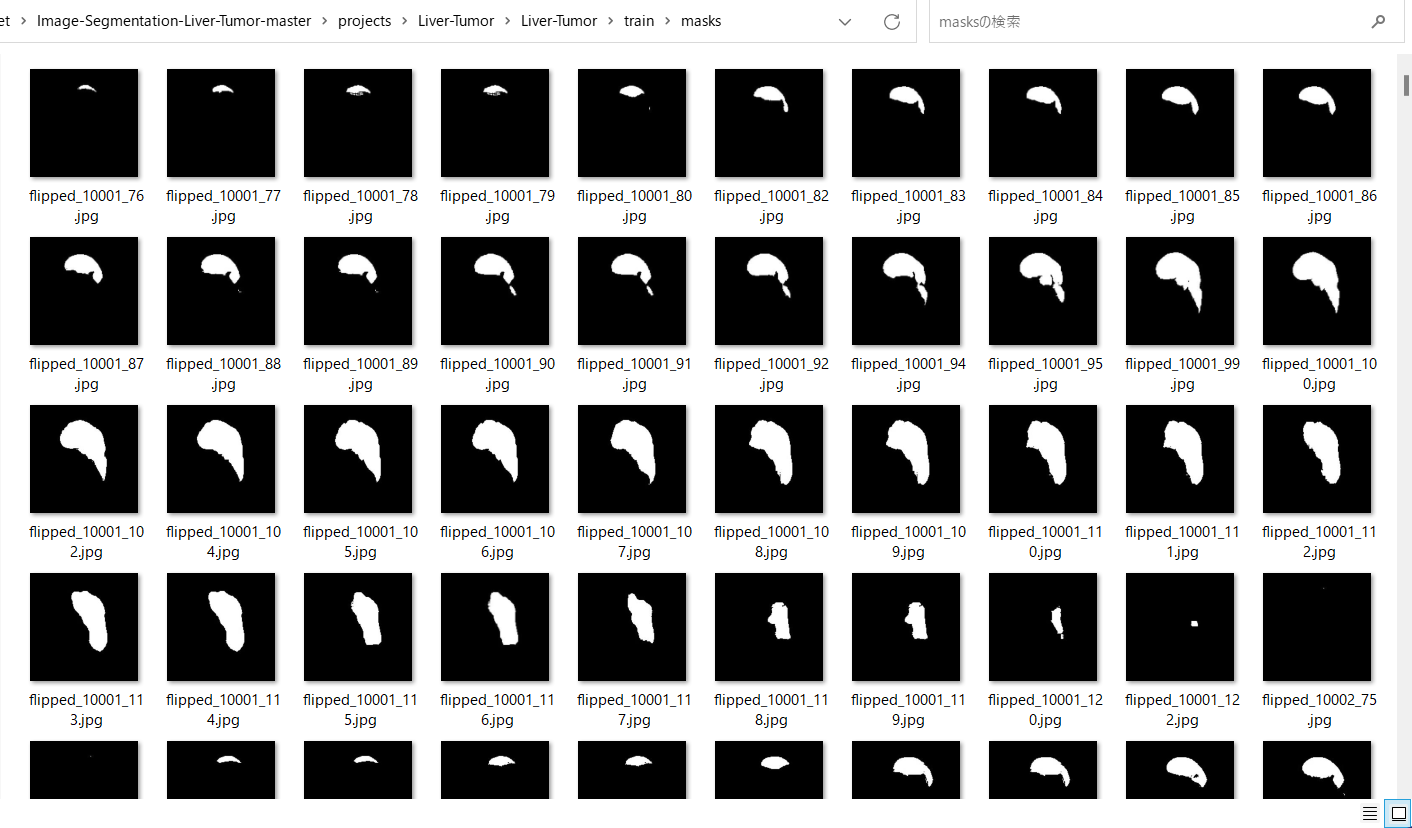 et > Image-Segmentation-Liver-Tumor-master > projects > Liver-Tumor > Liver-Tumor > train > masks
masksの検索
flipped_10001_76.jpg
flipped_10001_77.jpg
flipped_10001_78.jpg
flipped_10001_79.jpg
flipped_10001_80.jpg
flipped_10001_82.jpg
flipped_10001_83.jpg
flipped_10001_84.jpg
flipped_10001_85.jpg
flipped_10001_86.jpg
flipped_10001_87.jpg
flipped_10001_88.jpg
flipped_10001_89.jpg
flipped_10001_90.jpg
flipped_10001_91.jpg
flipped_10001_92.jpg
flipped_10001_94.jpg
flipped_10001_95.jpg
flipped_10001_99.jpg
flipped_10001_100.jpg
flipped_10001_102.jpg
flipped_10001_104.jpg
flipped_10001_105.jpg
flipped_10001_106.jpg
flipped_10001_107.jpg
flipped_10001_108.jpg
flipped_10001_109.jpg
flipped_10001_110.jpg
flipped_10001_111.jpg
flipped_10001_112.jpg
flipped_10001_113.jpg
flipped_10001_114.jpg
flipped_10001_115.jpg
flipped_10001_116.jpg
flipped_10001_117.jpg
flipped_10001_118.jpg
flipped_10001_119.jpg
flipped_10001_120.jpg
flipped_10001_122.jpg
flipped_10002_75.jpg